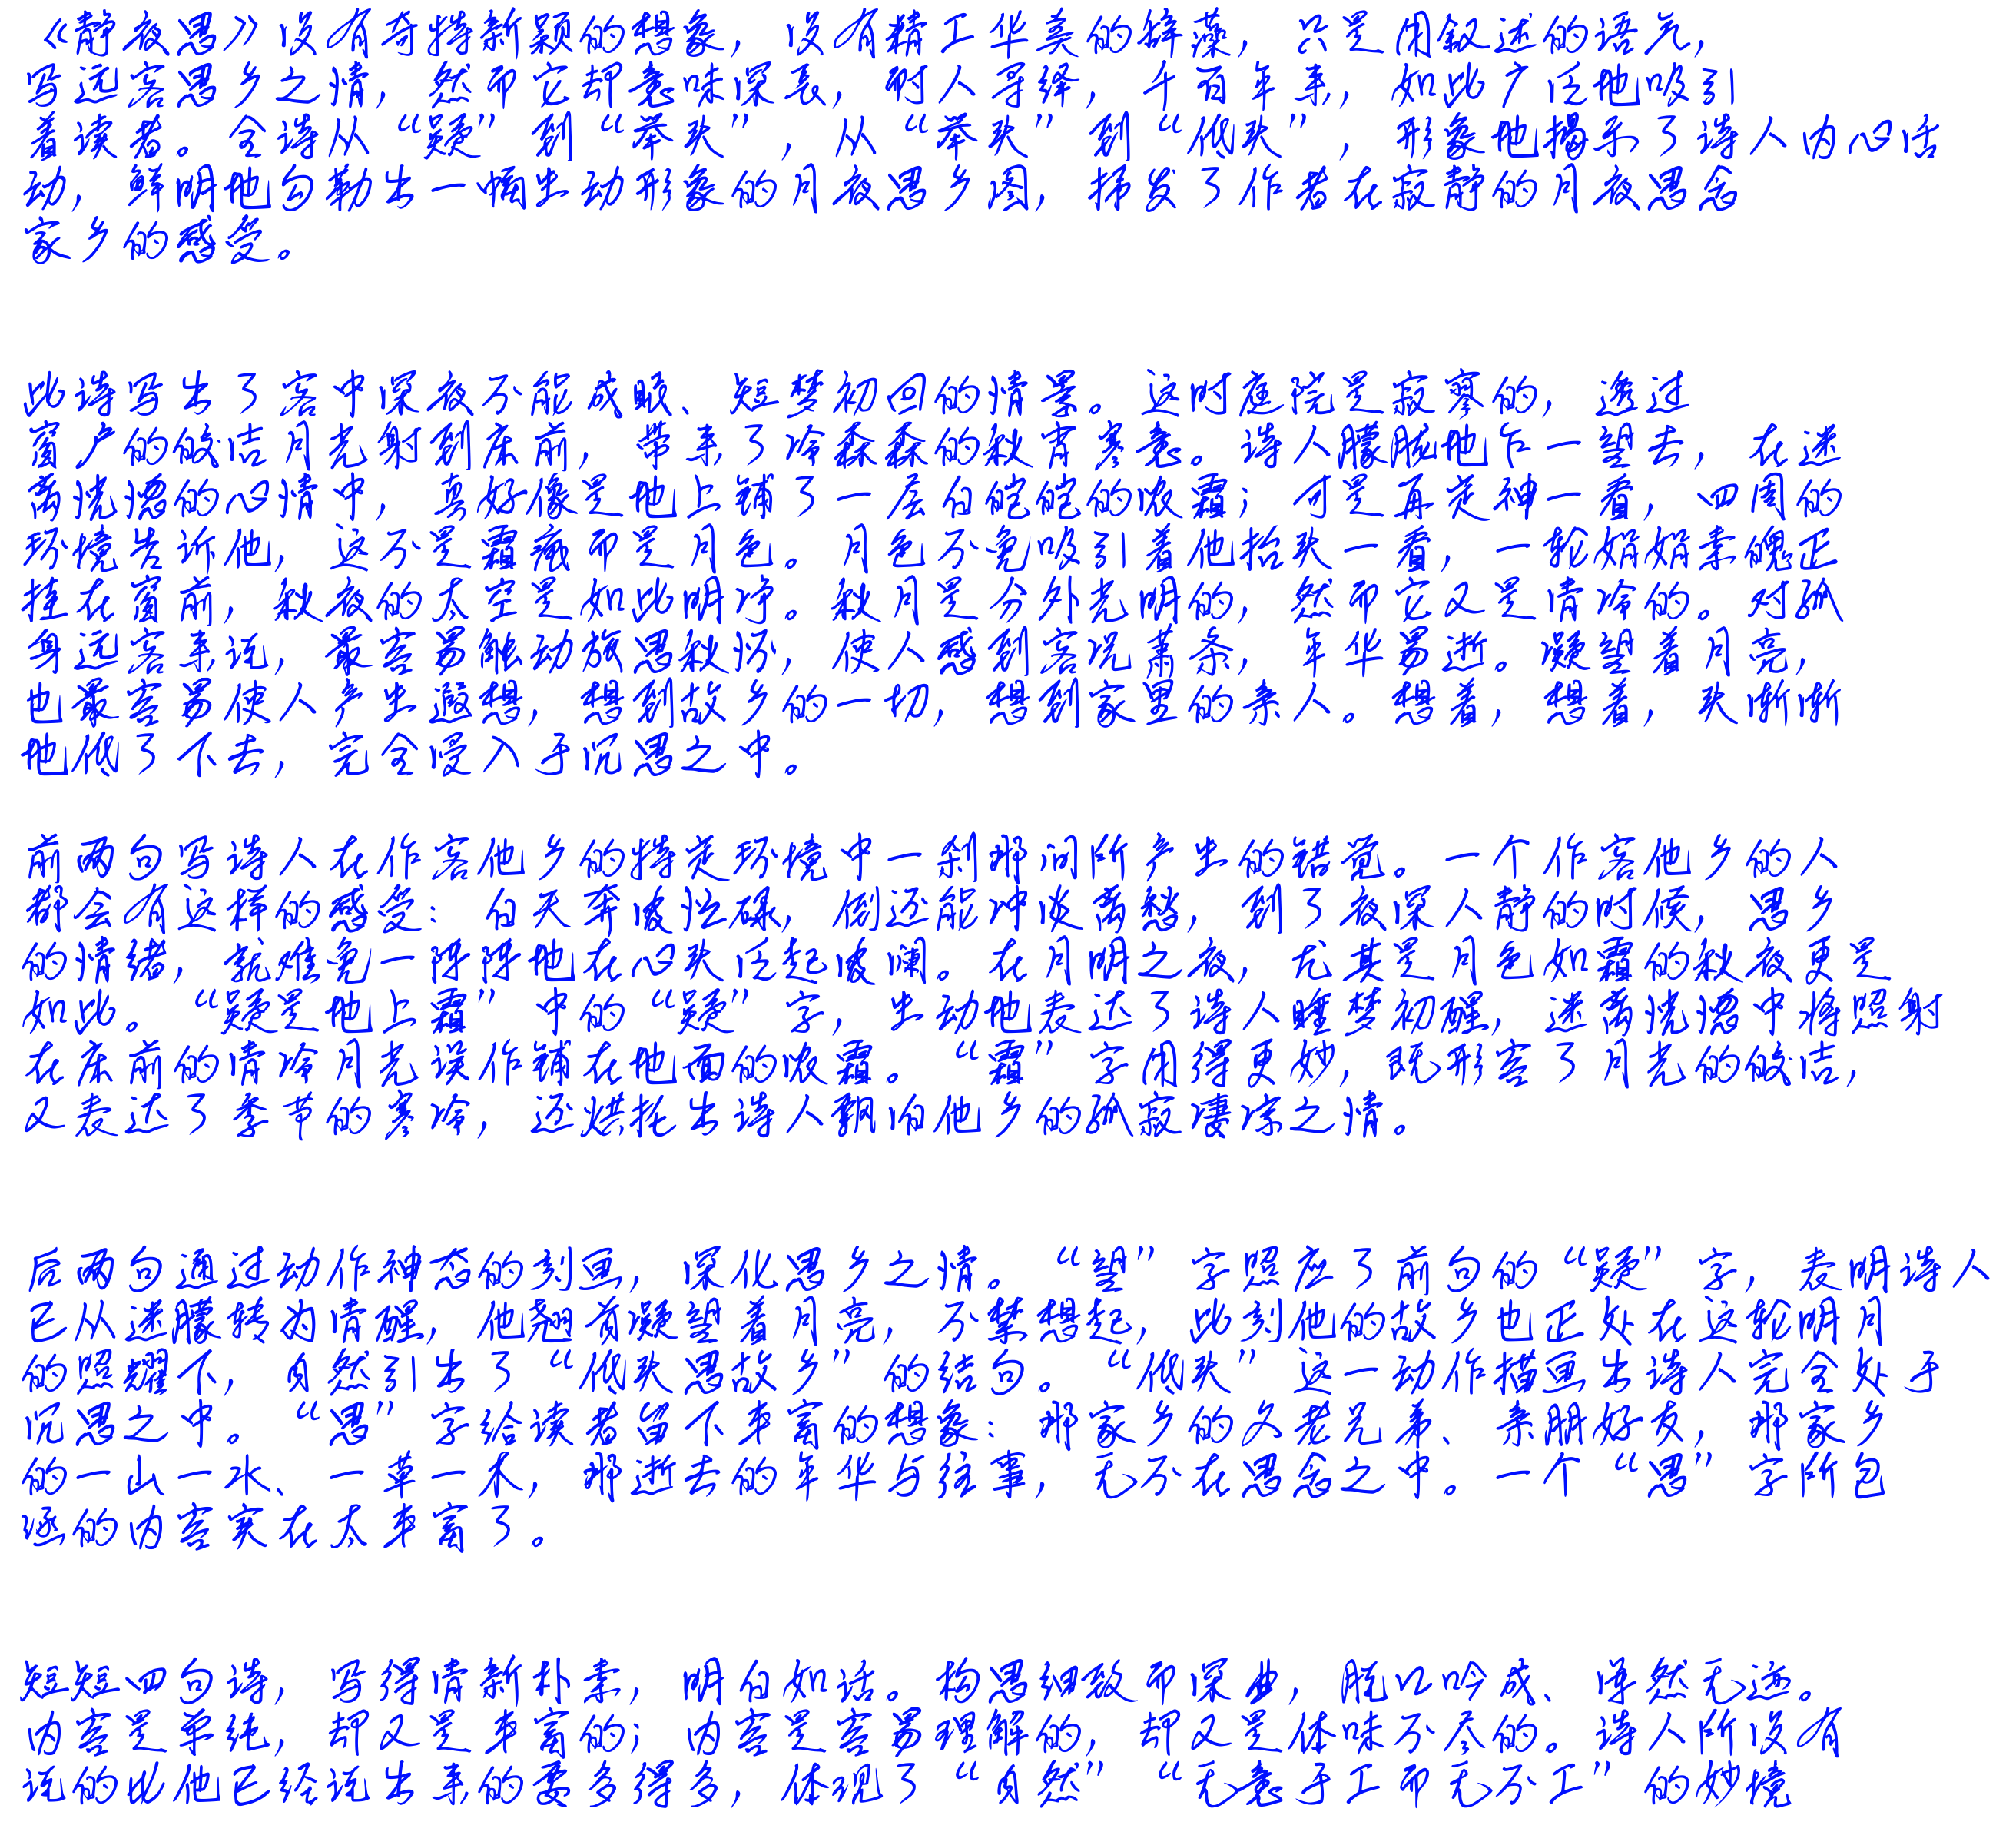 《静夜思》没有奇特新颖的想象，没有精工华美的辞藻，只是用叙述的语气，
写远客思乡之情，然而它却意味深长，耐人寻绎，千百年来，如此广泛地吸引
着读者。全诗从“疑”到“举头”，从“举头”到“低头”，形象地揭示了诗人内心活
动，鲜明地勾勒出一幅生动形象的月夜思乡图，抒发了作者在寂静的月夜思念
家乡的感受。
此诗写出了客中深夜不能成眠、短梦初回的情景。这时庭院是寂寥的，透过
窗户的皎洁月光射到床前，带来了冷森森的秋宵寒意。诗人朦胧地乍一望去，在迷
离恍惚的心情中，真好像是地上铺了一层白皑皑的浓霜；可是再定神一看，四周的
环境告诉他，这不是霜痕而是月色。月色不免吸引着他抬头一看，一轮娟娟素魄正
挂在窗前，秋夜的太空是如此明净。秋月是分外光明的，然而它又是清冷的。对孤
身远客来说，最容易触动旅思秋怀，使人感到客况萧条，年华易逝。凝望着月亮，
也最容易使人产生遐想，想到故乡的一切，想到家里的亲人。想着，想着，头渐渐
地低了下去，完全浸入于沉思之中。
前两句写诗人在作客他乡的特定环境中一刹那间所产生的错觉。一个作客他乡的人
都会有这样的感受：白天奔波忙碌，倒还能冲淡离愁，到了夜深人静的时候，思乡
的情绪，就难免一阵阵地在心头泛起波澜。在月明之夜，尤其是月色如霜的秋夜更是
如此。“疑是地上霜”中的“疑”字，生动地表达了诗人睡梦初醒，迷离恍惚中将照射
在床前的清冷月光误作铺在地面的浓霜。“霜”字用得更妙，既形容了月光的皎洁，
又表达了季节的寒冷，还烘托出诗人飘泊他乡的孤寂凄凉之情。
后两句通过动作神态的刻画，深化思乡之情。“望”字照应了前句的“疑”字，表明诗人
已从迷朦转为清醒，他翘首凝望着月亮，不禁想起，此刻他的故乡也正处在这轮明月
的照耀下，自然引出了“低头思故乡”的结句。“低头”这一动作描画出诗人完全处于
沉思之中。“思”字给读者留下丰富的想象：那家乡的父老兄弟、亲朋好友，那家乡
的一山一水、一草一木，那逝去的年华与往事，无不在思念之中。一个“思”字所包
涵的内容实在太丰富了。
短短四句诗，写得清新朴素，明白如话。构思细致而深曲，脱口吟成、浑然无迹。
内容是单纯，却又是丰富的；内容是容易理解的，却又是体味不尽的。诗人所没有
说的比他已经说出来的要多得多，体现了“自然”“无意于工而无不工”的妙境